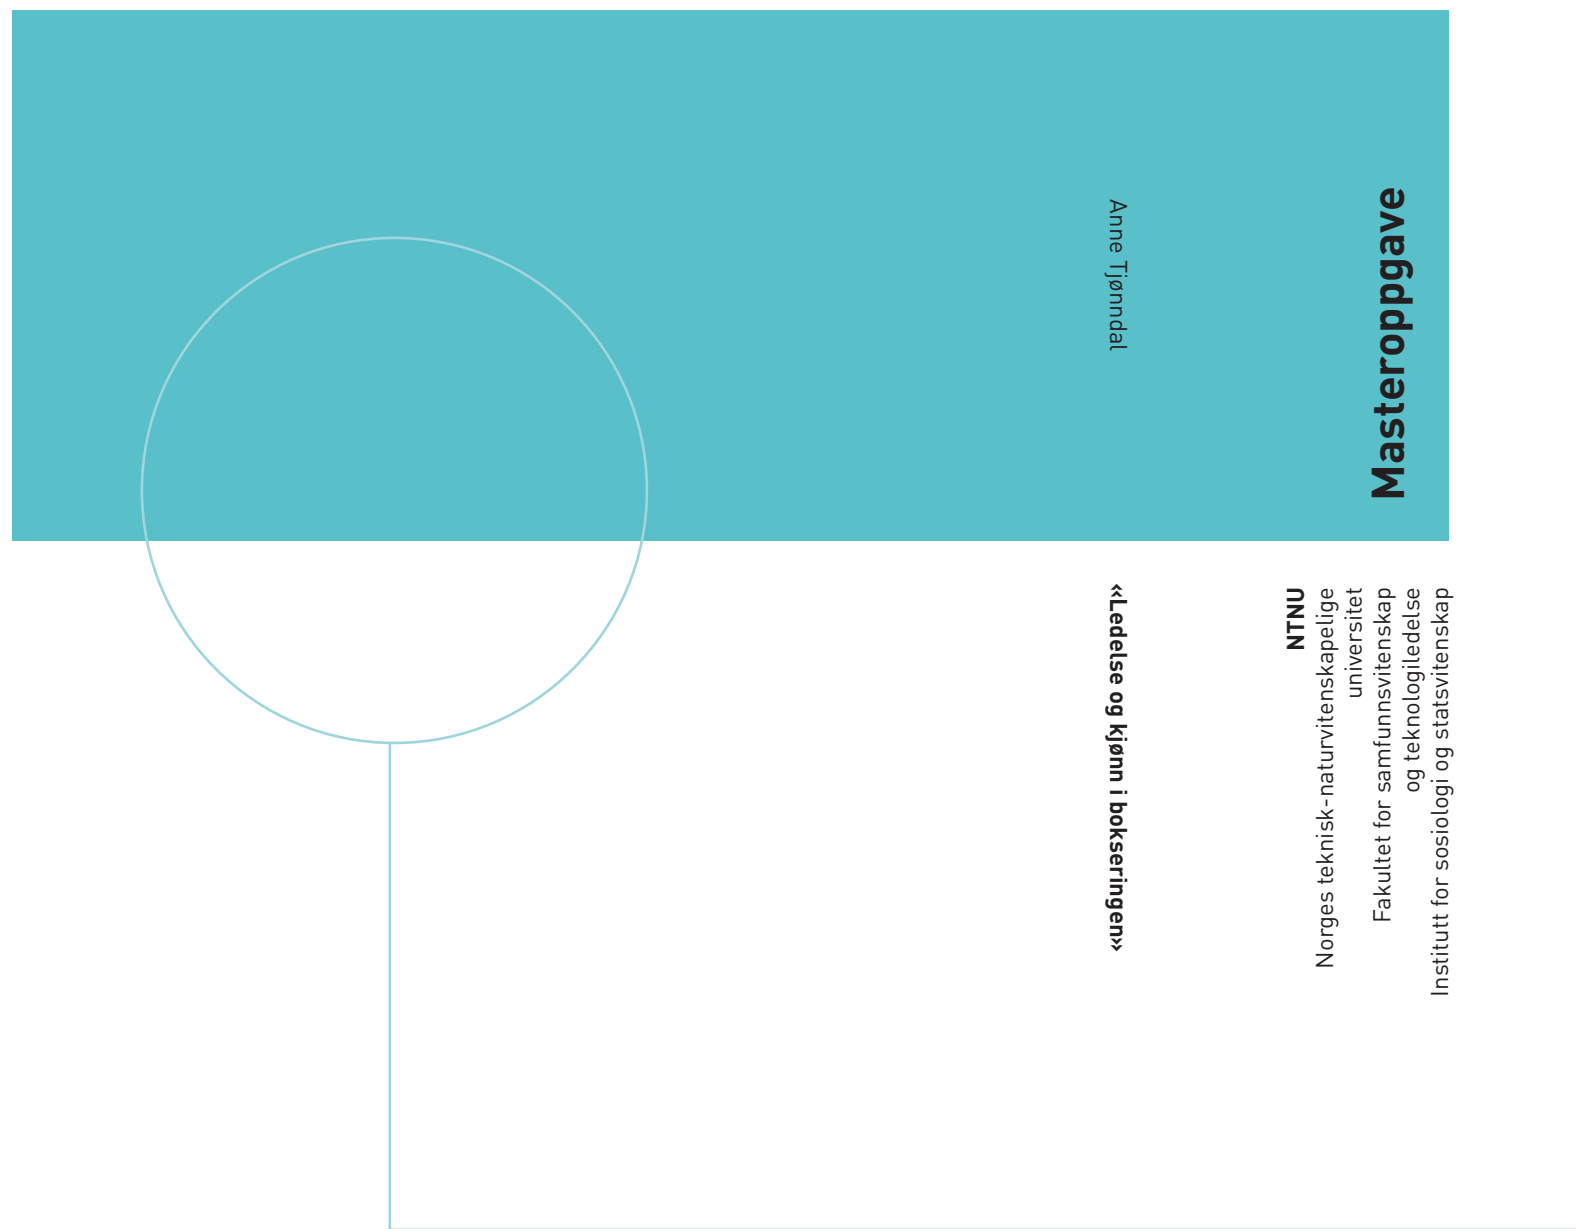 Anne Tjønndal
«Ledelse og kjønn i bokseringen»
Masteroppgave
NTNU
Norges teknisk-naturvitenskapelige
universitet
Fakultet for samfunnsvitenskap
og teknologiledelse
Institutt for sosiologi og statsvitenskap